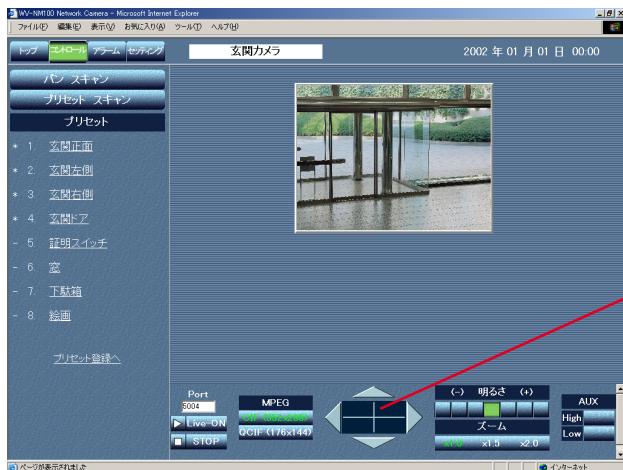 WV-NM100 Network Camera - Microsoft Internet Explorer
ファイル(F) 編集(E) 表示(V) お気に入り(A) ツール(T) ヘルプ(H)
トップ コントロール アラーム セッティング 玄関カメラ 2002 年 01 月 01 日 00:00
パン スキャン
プリセット スキャン
プリセット
* 1. 玄関正面
* 2. 玄関左側
* 3. 玄関右側
* 4. 玄関ドア
- 5. 証明スイッチ
- 6. 窓
- 7. 下駄箱
- 8. 絵画
プリセット登録へ
Port
5004
Live-ON
STOP
MPEG
QCIF (176x144)
(-) 明るさ (+)
ズーム
x1.0 x1.5 x2.0
AUX
High
Low
ページが表示されました
インターネット